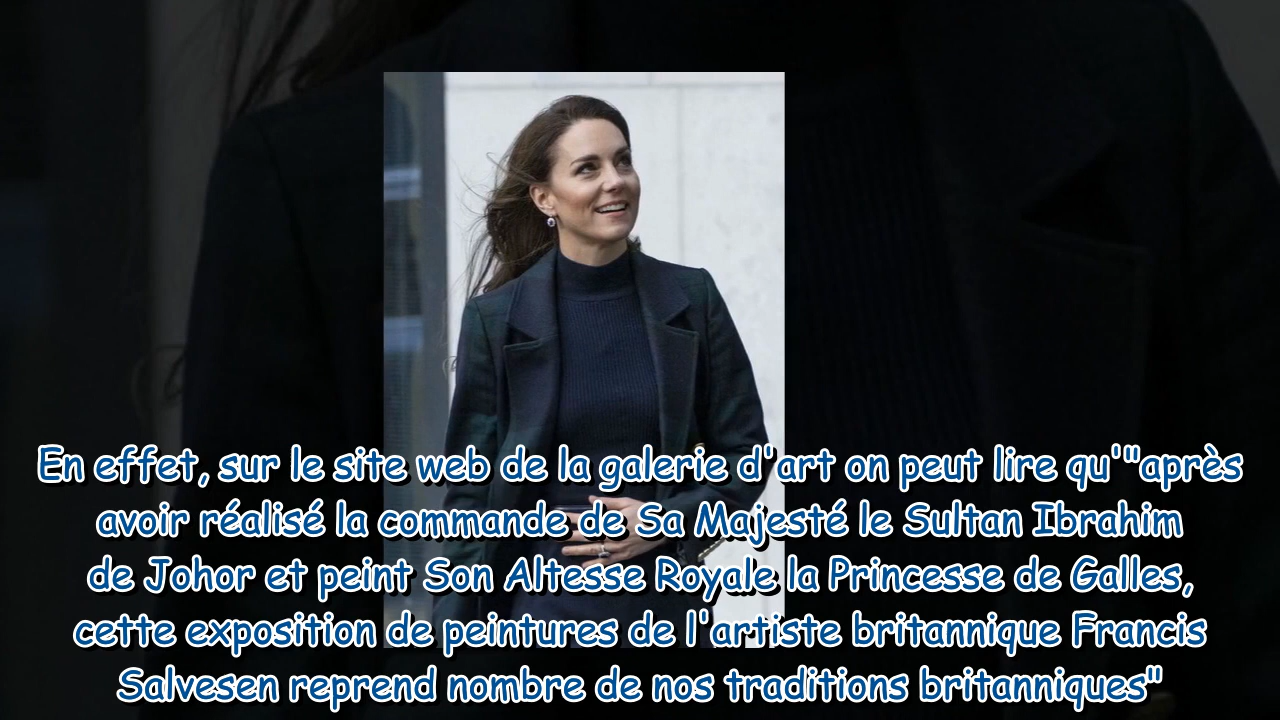 En effet, sur le site web de la galerie d'art on peut lire qu'"après
avoir réalisé la commande de Sa Majesté le Sultan Ibrahim
de Johor et peint Son Altesse Royale la Princesse de Galles,
cette exposition de peintures de l'artiste britannique Francis
Salvesen reprend nombre de nos traditions britanniques"